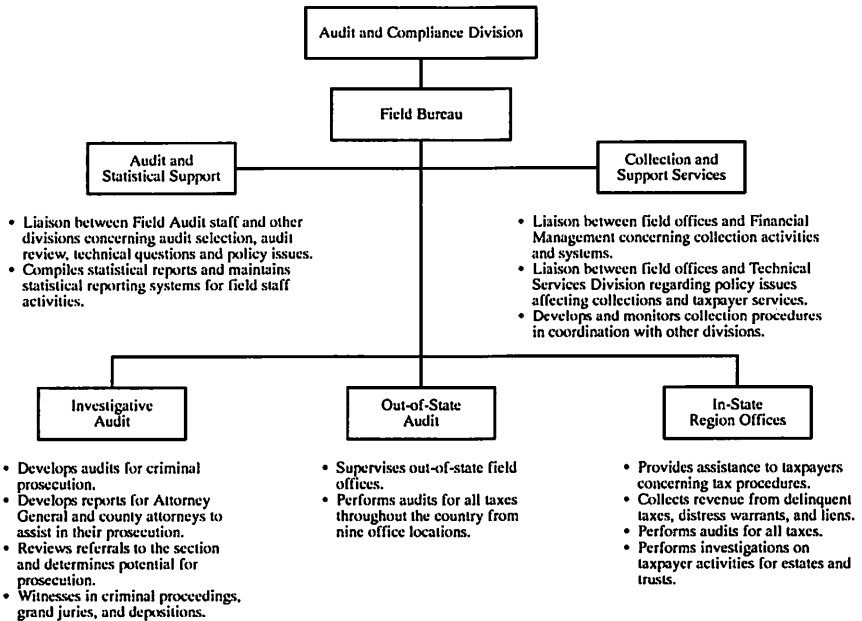 Audit and Compliance Division
Field Bureau
Audit and
Statistical Support
Collection and
Support Services
• Liaison between Field Audit staff and other
divisions concerning audit selection, audit
review, technical questions and policy issues.
• Compiles statistical reports and maintains
statistical reporting systems for field staff
activities.
• Liaison between field offices and Financial
Management concerning collection activities
and systems.
• Liaison between field offices and Technical
Services Division regarding policy issues
affecting collections and taxpayer services.
• Develops and monitors collection procedures
in coordination with other divisions.
Investigative
Audit
Out-of-State
Audit
In-State
Region Offices
• Develops audits for criminal
prosecution.
• Develops reports for Attorney
General and county attorneys to
assist in their prosecution.
• Reviews referrals to the section
and determines potential for
prosecution.
• Witnesses in criminal proceedings,
grand juries, and depositions.
• Supervises out-of-state field
offices.
• Performs audits for all taxes
throughout the country from
nine office locations.
• Provides assistance to taxpayers
concerning tax procedures.
• Collects revenue from delinquent
taxes, distress warrants, and liens.
• Performs audits for all taxes.
• Performs investigations on
taxpayer activities for estates and
trusts.